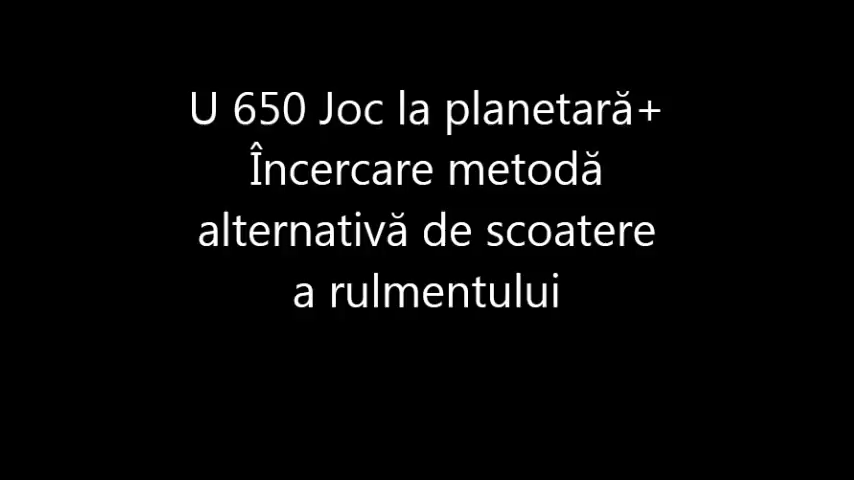 U 650 Joc la planetară+
Încercare metodă
alternativă de scoatere
a rulmentului